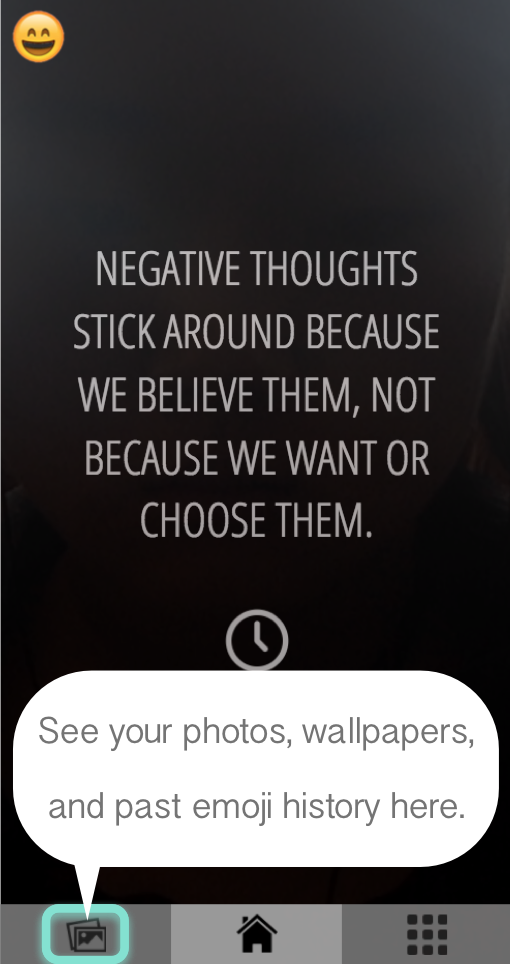 NEGATIVE THOUGHTS
STICK AROUND BECAUSE
WE BELIEVE THEM, NOT
BECAUSE WE WANT OR
CHOOSE THEM.
See your photos, wallpapers,
and past emoji history here.